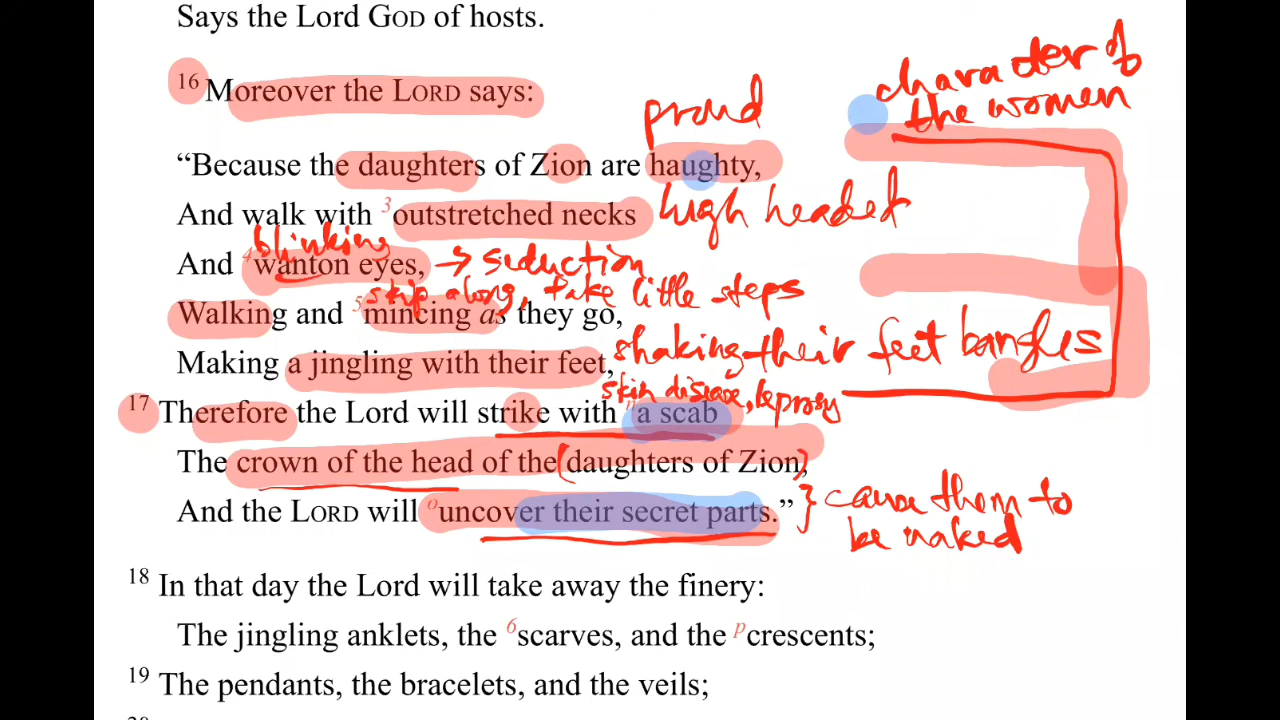 Says the Lord GOD of hosts.
16 Moreover the LORD says:
character of
the women
proud
“Because the daughters of Zion are haughty,
And walk with 3 outstretched necks high headed
blinking
And 4 wanton eyes, → seduction
skip along, take little steps
Walking and 5 mincing as they go,
Making a jingling with their feet, shaking their feet bangles
skin disease, leprosy
17 Therefore the Lord will strike with n a scab
The crown of the head of the (daughters of Zion),
And the LORD will o uncover their secret parts.” } cause them to
be naked
18 In that day the Lord will take away the finery:
The jingling anklets, the 6 scarves, and the p crescents;
19 The pendants, the bracelets, and the veils;